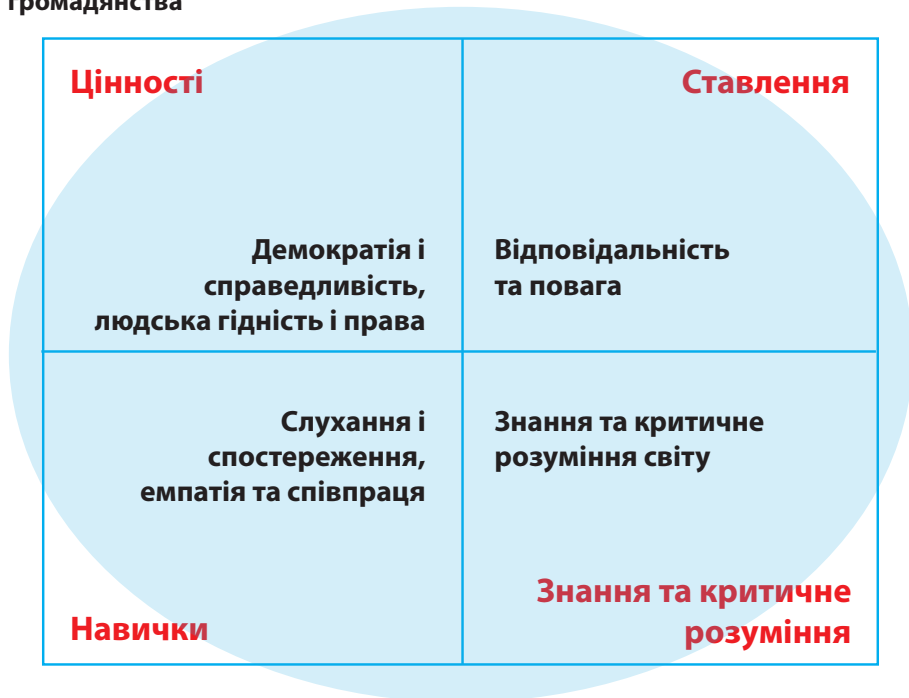 громадянства
Цінності
Ставлення
Демократія і
справедливість,
людська гідність і права
Відповідальність
та повага
Слухання і
спостереження,
емпатія та співпраця
Знання та критичне
розуміння світу
Навички
Знання та критичне
розуміння